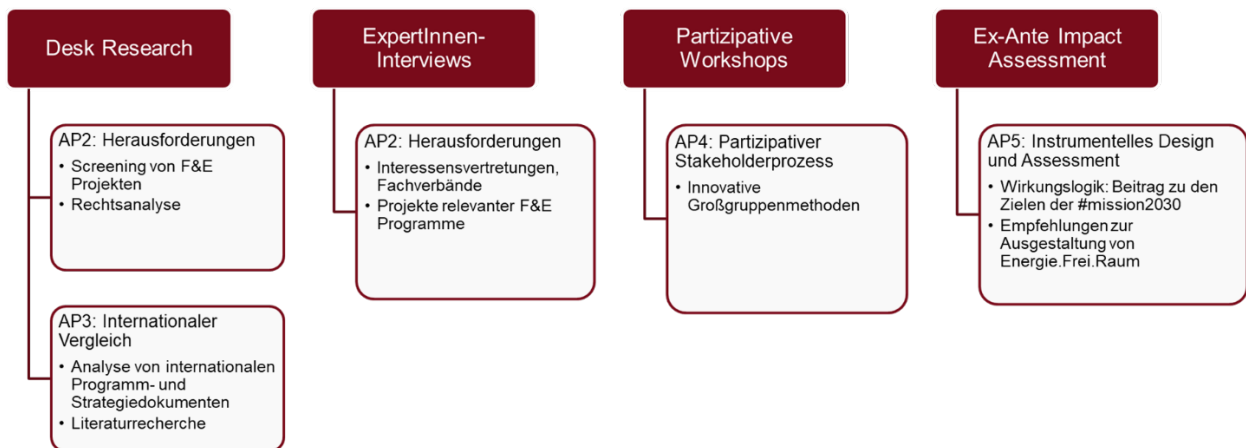 Desk Research
AP2: Herausforderungen
• Screening von F&E
Projekten
• Rechtsanalyse
AP3: Internationaler
Vergleich
• Analyse von internationalen
Programm- und
Strategiedokumenten
• Literaturrecherche
ExpertInnen-
Interviews
AP2: Herausforderungen
• Interessensvertretungen,
Fachverbände
• Projekte relevanter F&E
Programme
Partizipative
Workshops
AP4: Partizipativer
Stakeholderprozess
• Innovative
Großgruppenmethoden
Ex-Ante Impact
Assessment
AP5: Instrumentelles Design
und Assessment
• Wirkungslogik: Beitrag zu den
Zielen der #mission2030
• Empfehlungen zur
Ausgestaltung von
Energie.Frei.Raum